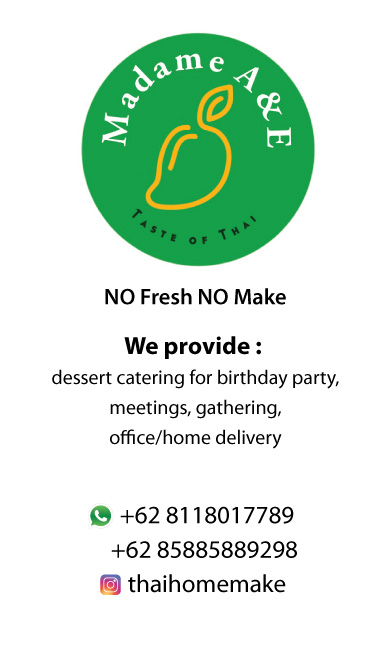 Madame A&E
TASTE OF THAI
NO Fresh NO Make
We provide :
dessert catering for birthday party,
meetings, gathering,
office/home delivery
+62 8118017789
+62 85885889298
thaihomemake